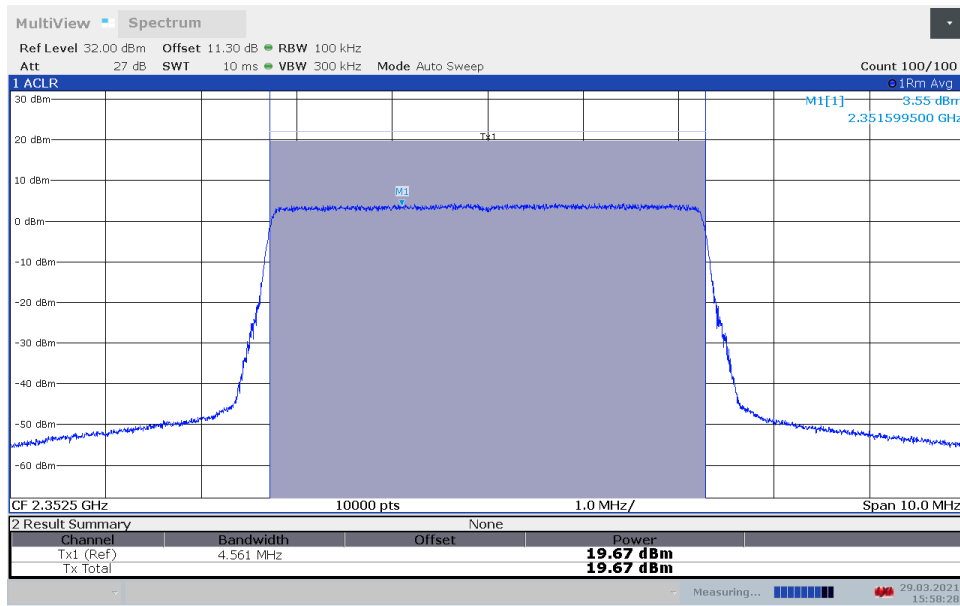 MultiView Spectrum
Ref Level 32.00 dBm Offset 11.30 dB RBW 100 kHz
Att 27 dB SWT 10 ms VBW 300 kHz Mode Auto Sweep Count 100/100
1 ACLR 1Rm Avg
30 dBm M1[1] 3.55 dBm
2.351599500 GHz
20 dBm Tx1
10 dBm
M1
0 dBm
-10 dBm
-20 dBm
-30 dBm
-40 dBm
-50 dBm
-60 dBm
CF 2.3525 GHz 10000 pts 1.0 MHz/ Span 10.0 MHz
2 Result Summary None
Channel Bandwidth Offset Power
Tx1 (Ref) 4.561 MHz 19.67 dBm
Tx Total 19.67 dBm
Measuring... 29.03.2021
15:58:28